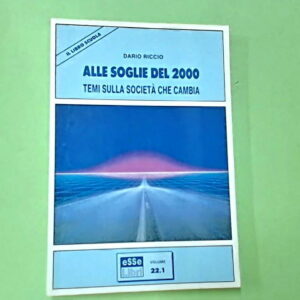 IL LIBRO SCUOLA
DARIO RICCIO
ALLE SOGLIE DEL 2000
TEMI SULLA SOCIETÀ CHE CAMBIA
eSSe
Libri
VOLUME
22.1